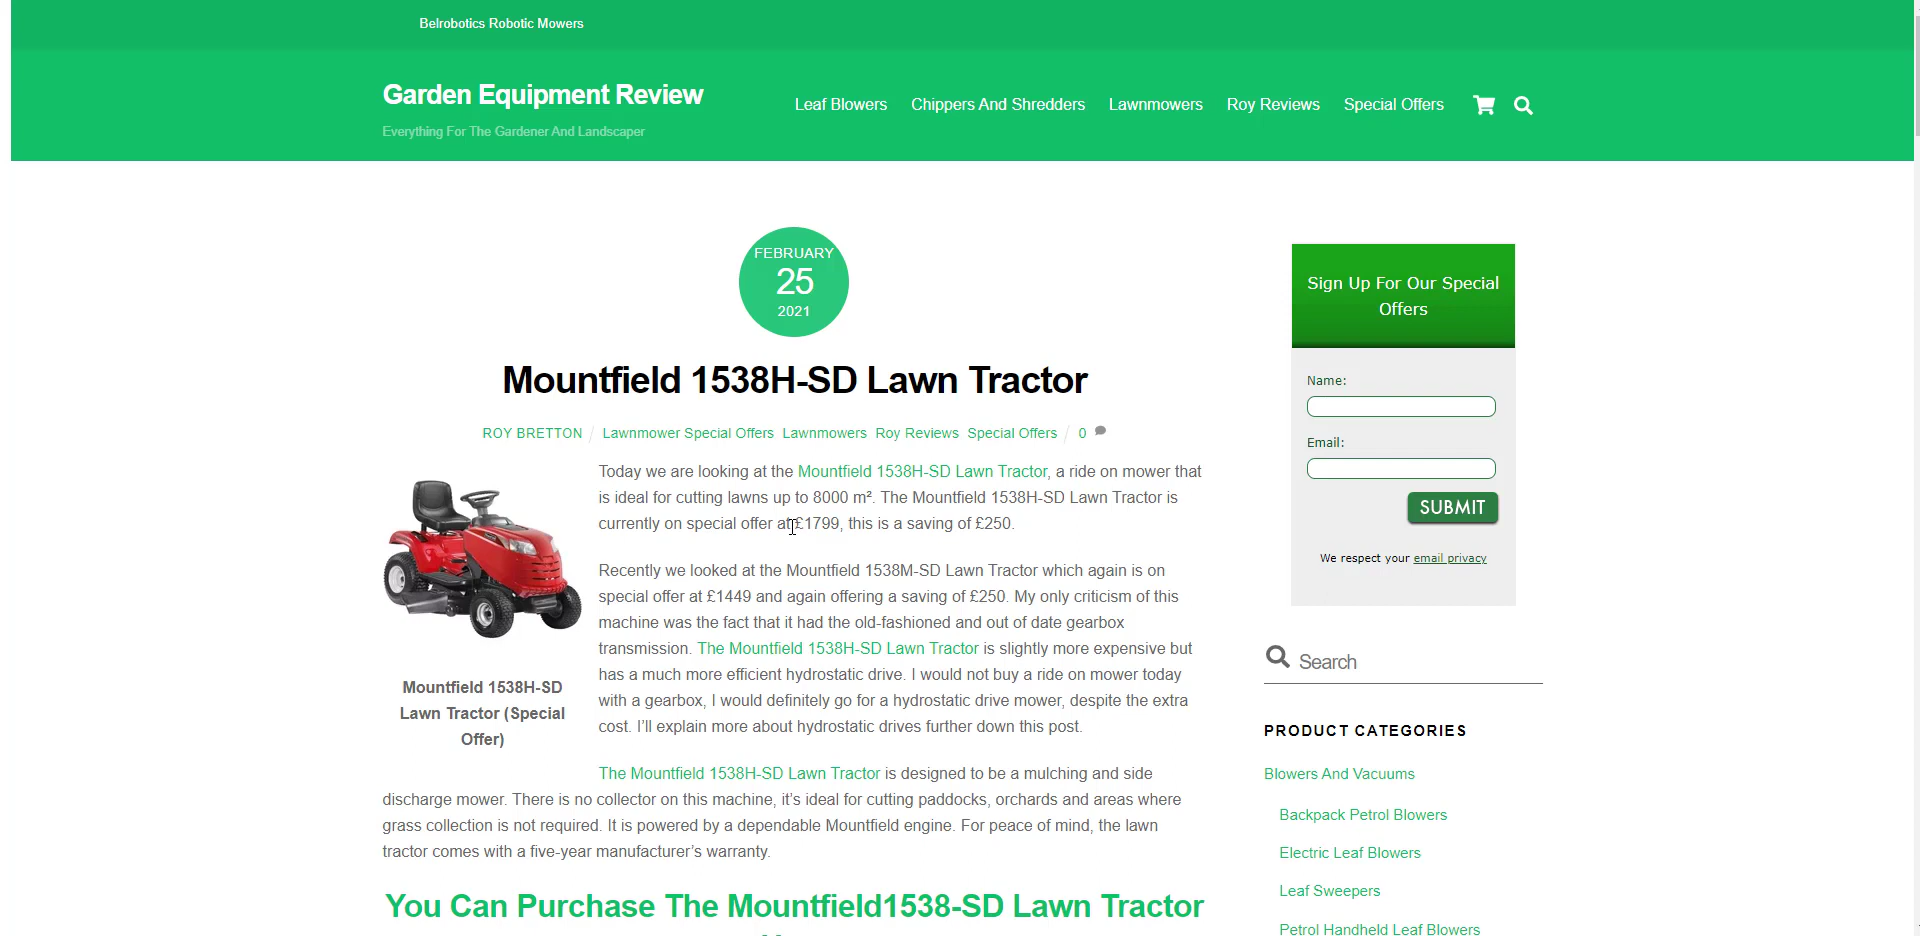 Belrobotics Robotic Mowers
Garden Equipment Review
Everything For The Gardener And Landscaper
Leaf Blowers Chippers And Shredders Lawnmowers Roy Reviews Special Offers
FEBRUARY
25
2021
Mountfield 1538H-SD Lawn Tractor
ROY BRETTON / Lawnmower Special Offers Lawnmowers Roy Reviews Special Offers / 0
Today we are looking at the Mountfield 1538H-SD Lawn Tractor, a ride on mower that
is ideal for cutting lawns up to 8000 m². The Mountfield 1538H-SD Lawn Tractor is
currently on special offer at £1799, this is a saving of £250.
Recently we looked at the Mountfield 1538M-SD Lawn Tractor which again is on
special offer at £1449 and again offering a saving of £250. My only criticism of this
machine was the fact that it had the old-fashioned and out of date gearbox
transmission. The Mountfield 1538H-SD Lawn Tractor is slightly more expensive but
has a much more efficient hydrostatic drive. I would not buy a ride on mower today
with a gearbox, I would definitely go for a hydrostatic drive mower, despite the extra
cost. I’ll explain more about hydrostatic drives further down this post.
Mountfield 1538H-SD
Lawn Tractor (Special
Offer)
The Mountfield 1538H-SD Lawn Tractor is designed to be a mulching and side
discharge mower. There is no collector on this machine, it’s ideal for cutting paddocks, orchards and areas where
grass collection is not required. It is powered by a dependable Mountfield engine. For peace of mind, the lawn
tractor comes with a five-year manufacturer’s warranty.
You Can Purchase The Mountfield1538-SD Lawn Tractor
Sign Up For Our Special
Offers
Name:
Email:
SUBMIT
We respect your email privacy
Search
PRODUCT CATEGORIES
Blowers And Vacuums
Backpack Petrol Blowers
Electric Leaf Blowers
Leaf Sweepers
Petrol Handheld Leaf Blowers